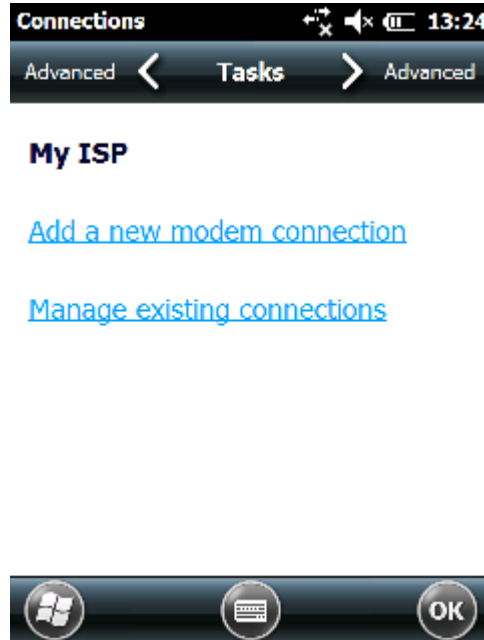 Connections 13:24
Advanced Tasks Advanced
My ISP
Add a new modem connection
Manage existing connections
OK